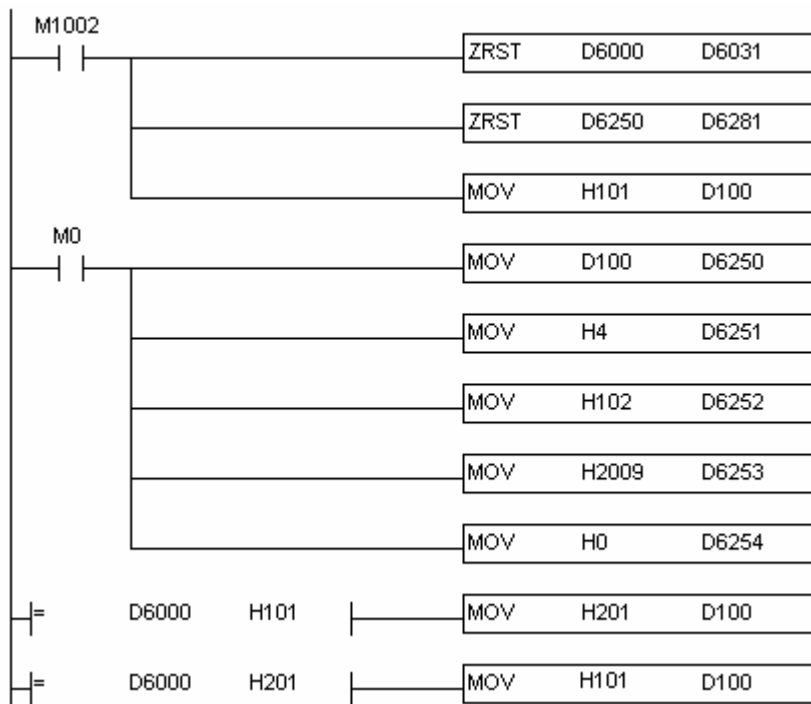 M1002
ZRST D6000 D6031
ZRST D6250 D6281
MOV H101 D100
M0
MOV D100 D6250
MOV H4 D6251
MOV H102 D6252
MOV H2009 D6253
MOV H0 D6254
= D6000 H101 MOV H201 D100
= D6000 H201 MOV H101 D100